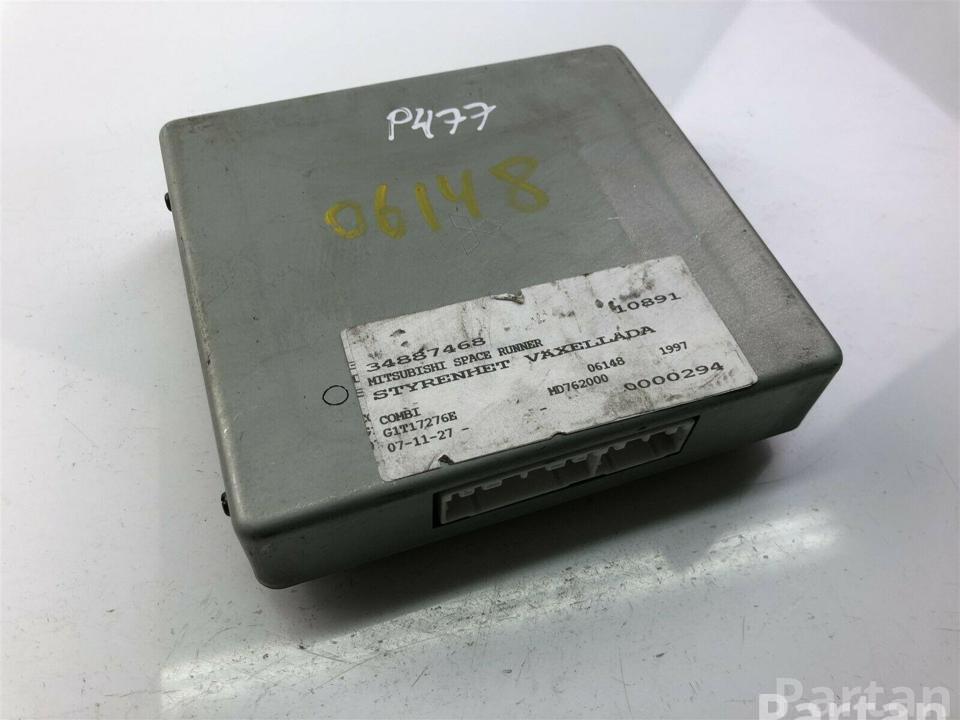 P477
06148
34887468 10891
MITSUBISHI SPACE RUNNER
STYRENHET VÄXELLÅDA
06148 1997
COMBI MD762000 0000294
G1T17276E -
07-11-27 -
Partan
Partan